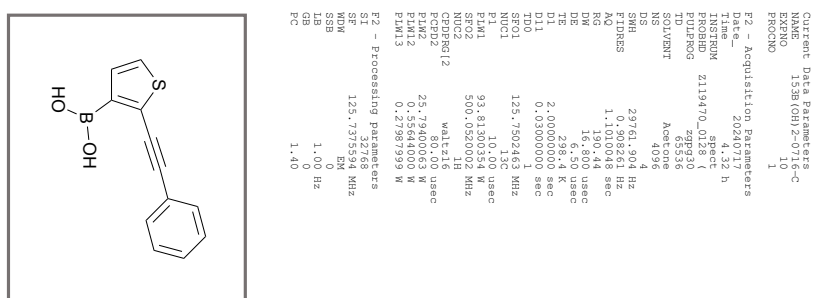 Current Data Parameters
NAME 153B(OH)2-0716-C
EXPNO 10
PROCNO 1
F2 - Acquisition Parameters
Date_ 20240717
Time 4.32 h
INSTRUM spect
PROBHD Z119470_0128 (
PULPROG zgpg30
TD 65536
SOLVENT Acetone
NS 4096
DS 4
SWH 29761.904 Hz
FIDRES 0.908261 Hz
AQ 1.1010048 sec
RG 190.44
DW 16.800 usec
DE 6.50 usec
TE 298.4 K
D1 2.00000000 sec
D11 0.03000000 sec
TD0 1
SFO1 125.7502463 MHz
NUC1 13C
P1 10.00 usec
PLW1 93.81300354 W
SFO2 500.0520002 MHz
NUC2 1H
CPDPRG[2 waltz16
PCPD2 80.00 usec
PLW2 25.79400063 W
PLW12 0.55644000 W
PLW13 0.27987999 W
F2 - Processing parameters
SI 32768
SF 125.7375594 MHz
WDW EM
SSB 0
LB 1.00 Hz
GB 0
PC 1.40
S
B
OH
HO